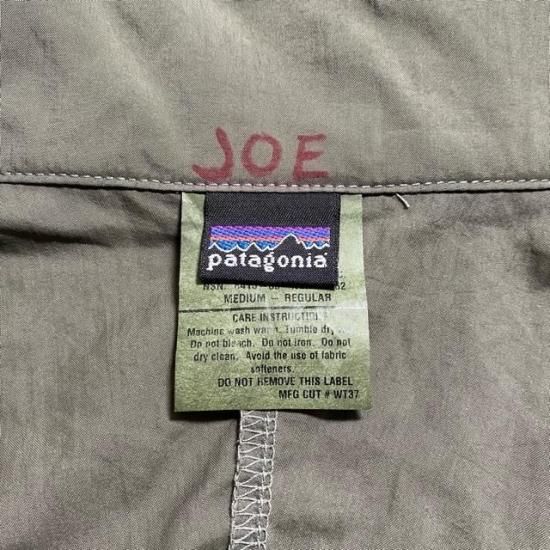 JOE
patagonia
MEDIUM - REGULAR
CARE INSTRUCTION
Machine wash warm. Tumble dry
Do not bleach. Do not iron. Do not
dry clean. Avoid the use of fabric
softeners.
DO NOT REMOVE THIS LABEL
MFG CUT # WT37